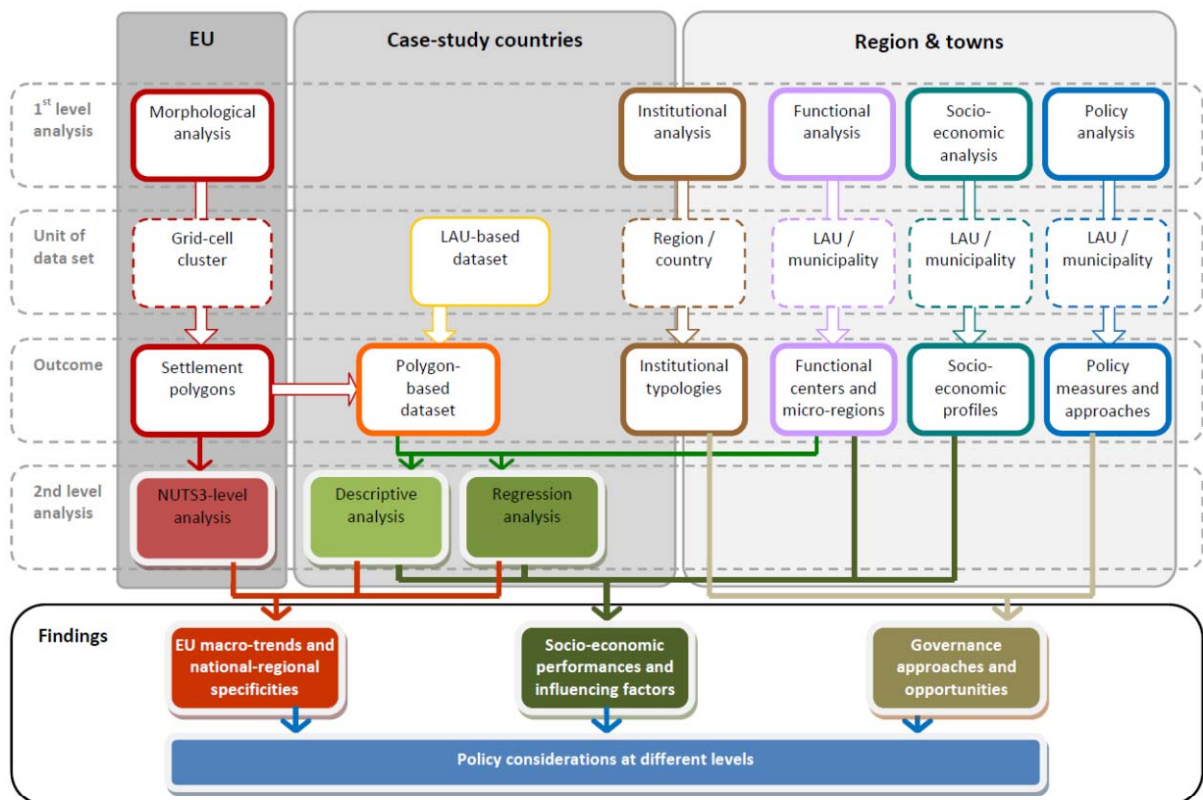 EU
Case-study countries
Region & towns
1st level
analysis
Morphological
analysis
Institutional
analysis
Functional
analysis
Socio-
economic
analysis
Policy
analysis
Unit of
data set
Grid-cell
cluster
LAU-based
dataset
Region /
country
LAU /
municipality
LAU /
municipality
LAU /
municipality
Outcome
Settlement
polygons
Polygon-
based
dataset
Institutional
typologies
Functional
centers and
micro-regions
Socio-
economic
profiles
Policy
measures and
approaches
2nd level
analysis
NUTS3-level
analysis
Descriptive
analysis
Regression
analysis
Findings
EU macro-trends and
national-regional
specificities
Socio-economic
performances and
influencing factors
Governance
approaches and
opportunities
Policy considerations at different levels